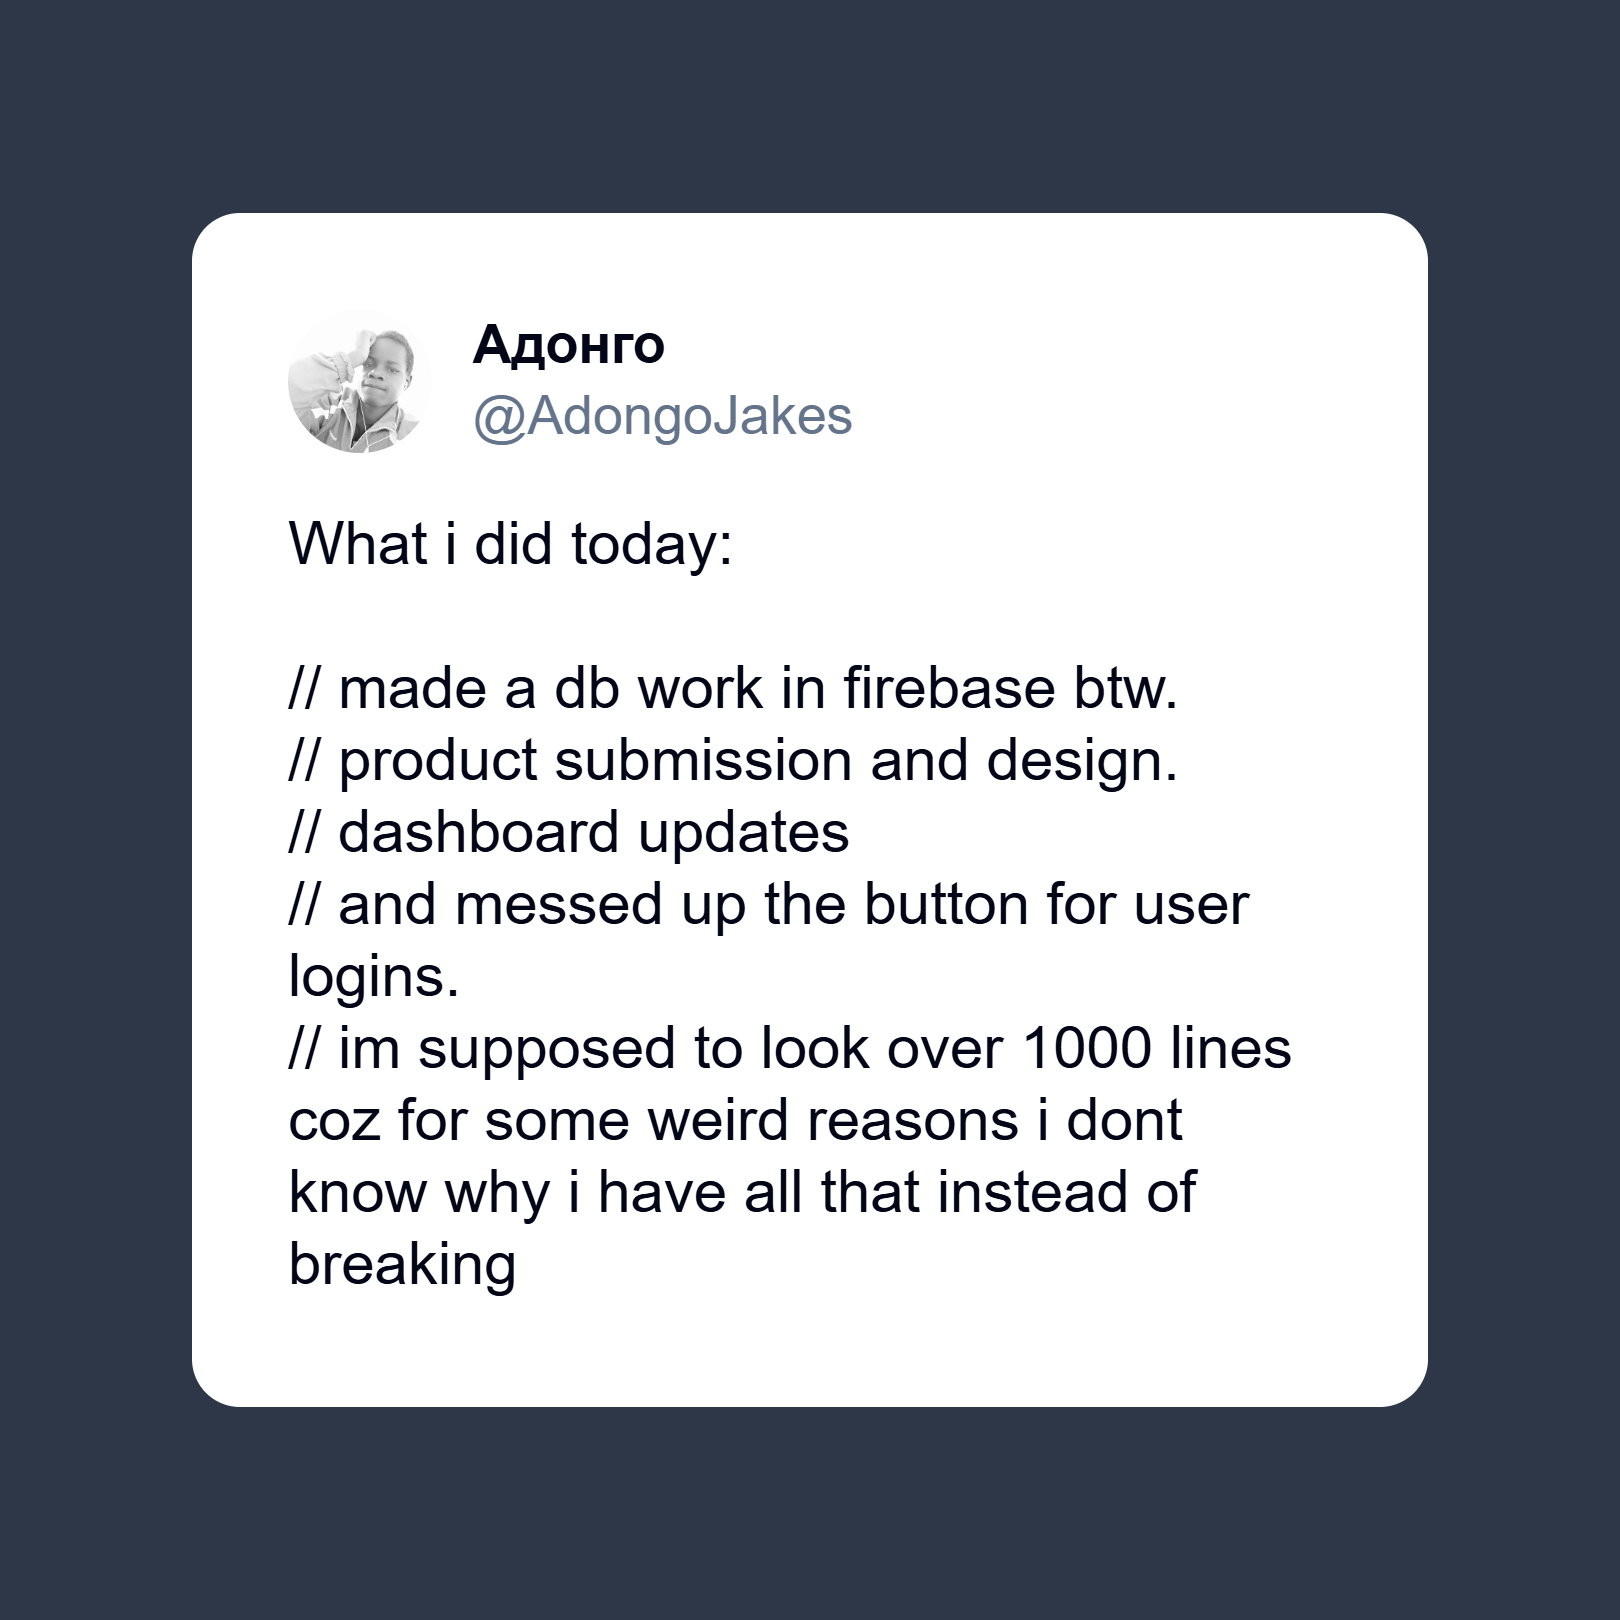 Адонго
@AdongoJakes
What i did today:
// made a db work in firebase btw.
// product submission and design.
// dashboard updates
// and messed up the button for user
logins.
// im supposed to look over 1000 lines
coz for some weird reasons i dont
know why i have all that instead of
breaking